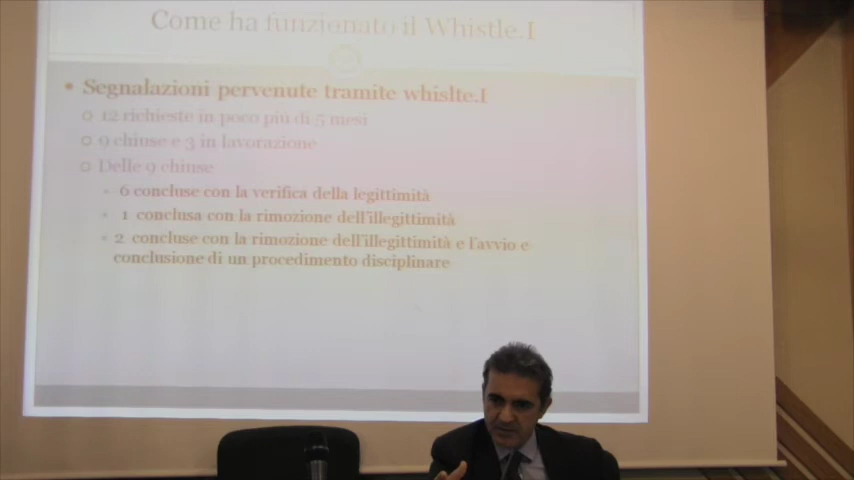 Come ha funzionato il Whistle.I
Segnalazioni pervenute tramite whislte.I
12 richieste in poco più di 5 mesi
9 chiuse e 3 in lavorazione
Delle 9 chiuse
6 concluse con la verifica della legittimità
1 conclusa con la rimozione dell'illegittimità
2 concluse con la rimozione dell'illegittimità e l'avvio e
conclusione di un procedimento disciplinare